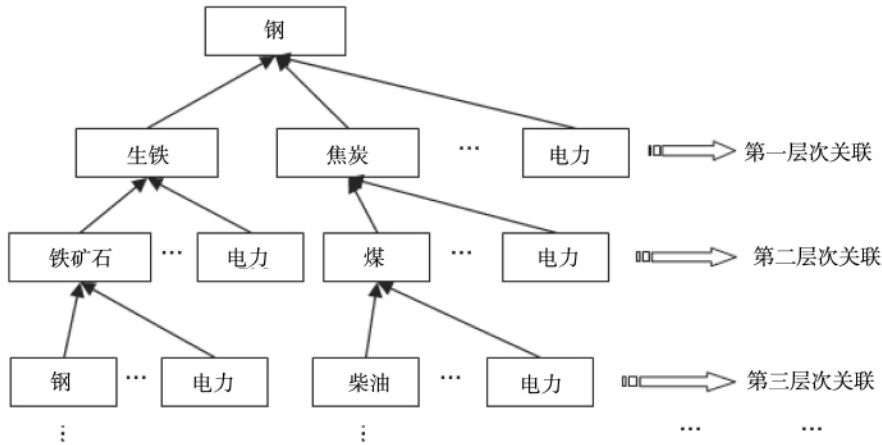 钢
生铁 焦炭 … 电力 第一层次关联
铁矿石 … 电力 煤 … 电力 第二层次关联
钢 … 电力 柴油 … 电力 第三层次关联
⋮ ⋮ … …